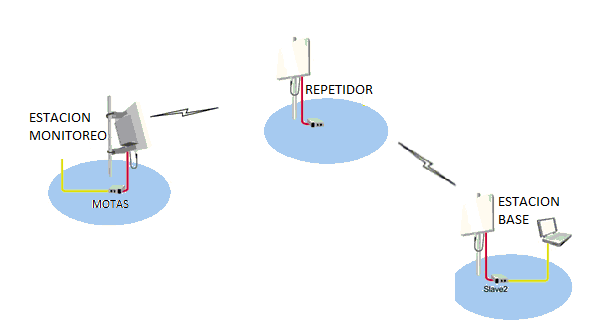 REPETIDOR
ESTACION
MONITOREO
MOTAS
ESTACION
BASE
Slave2